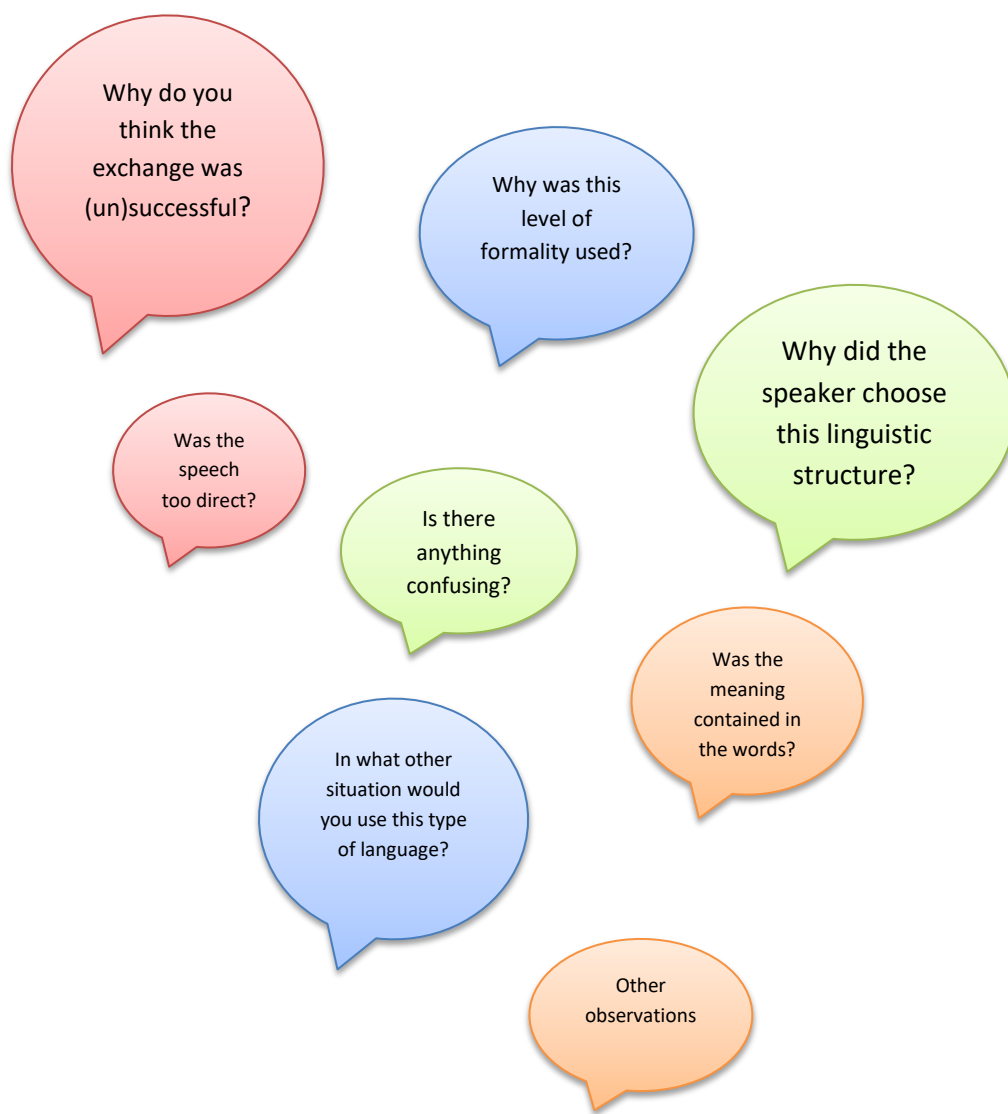 Why do you
think the
exchange was
(un)successful?
Why was this
level of
formality used?
Why did the
speaker choose
this linguistic
structure?
Was the
speech
too direct?
Is there
anything
confusing?
Was the
meaning
contained in
the words?
In what other
situation would
you use this type
of language?
Other
observations